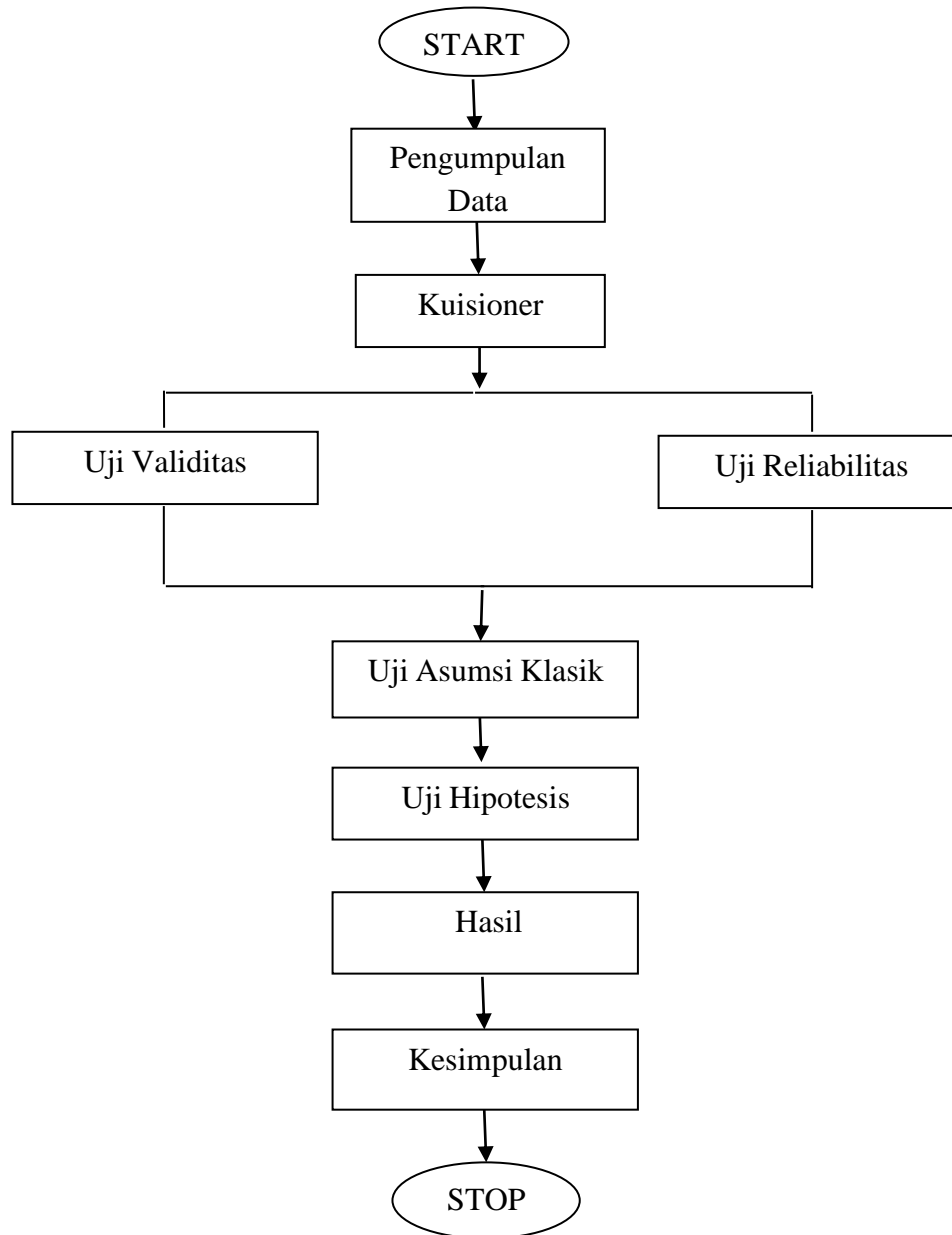 START
Pengumpulan
Data
Kuisioner
Uji Validitas
Uji Reliabilitas
Uji Asumsi Klasik
Uji Hipotesis
Hasil
Kesimpulan
STOP